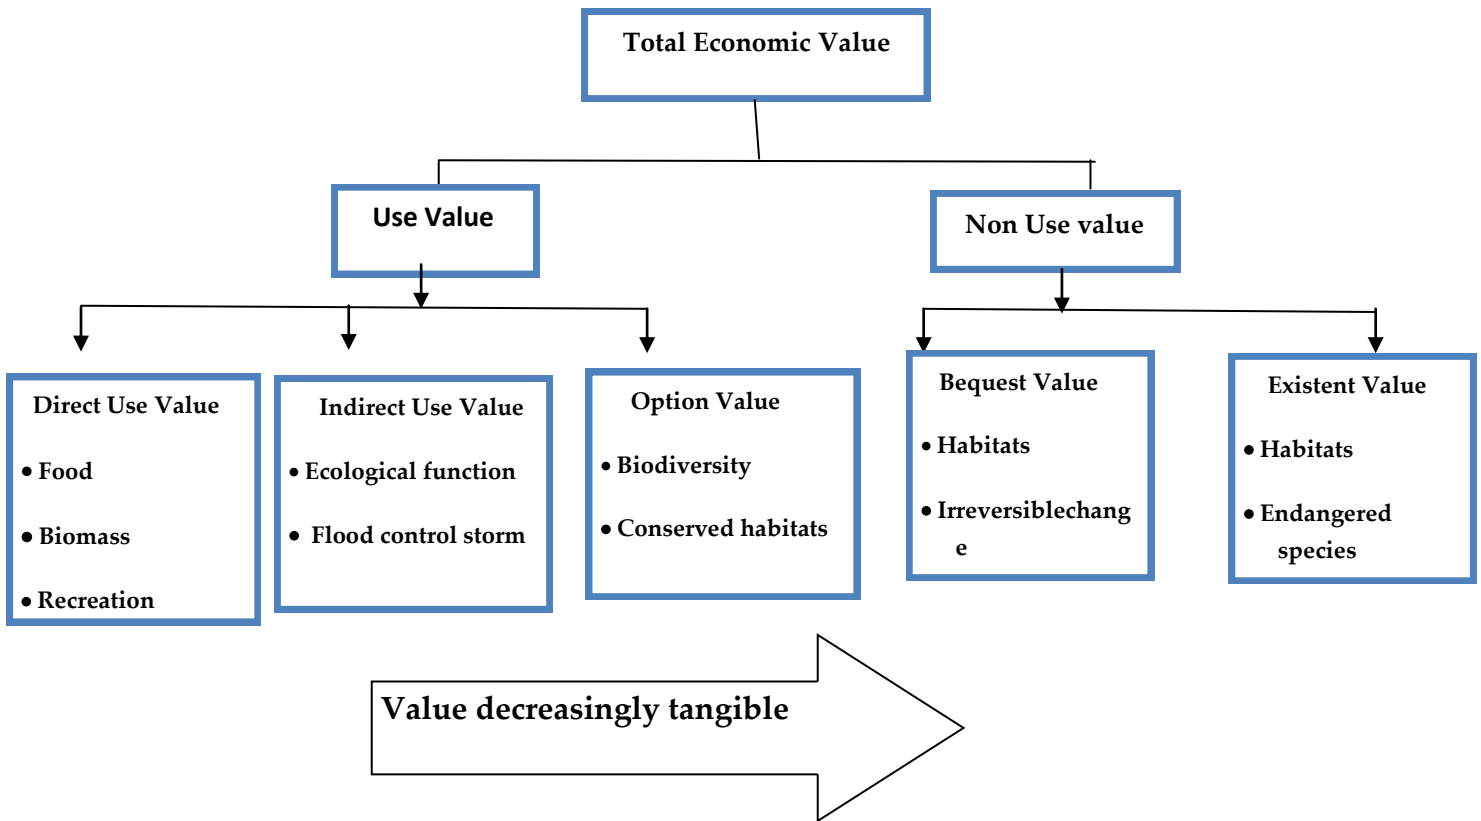 Total Economic Value
Use Value
Non Use value
Direct Use Value
• Food
• Biomass
• Recreation
Indirect Use Value
• Ecological function
• Flood control storm
Option Value
• Biodiversity
• Conserved habitats
Bequest Value
• Habitats
• Irreversiblechang
e
Existent Value
• Habitats
• Endangered
species
Value decreasingly tangible